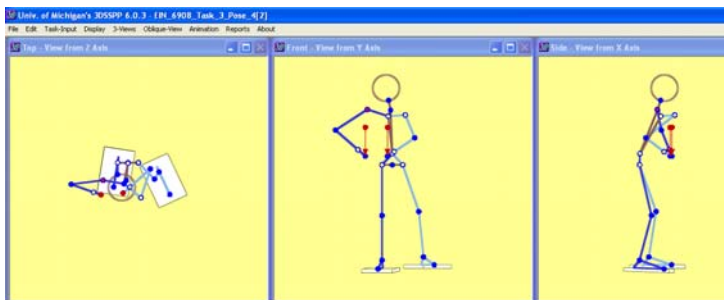 Univ. of Michigan's 3DSSPP 6.0.3 - EIN_6908_Task_3_Pose_4[2]
File Edit Task-Input Display 3-Views Oblique-View Animation Reports About
Top - View from Z Axis
Front - View from Y Axis
Side - View from X Axis